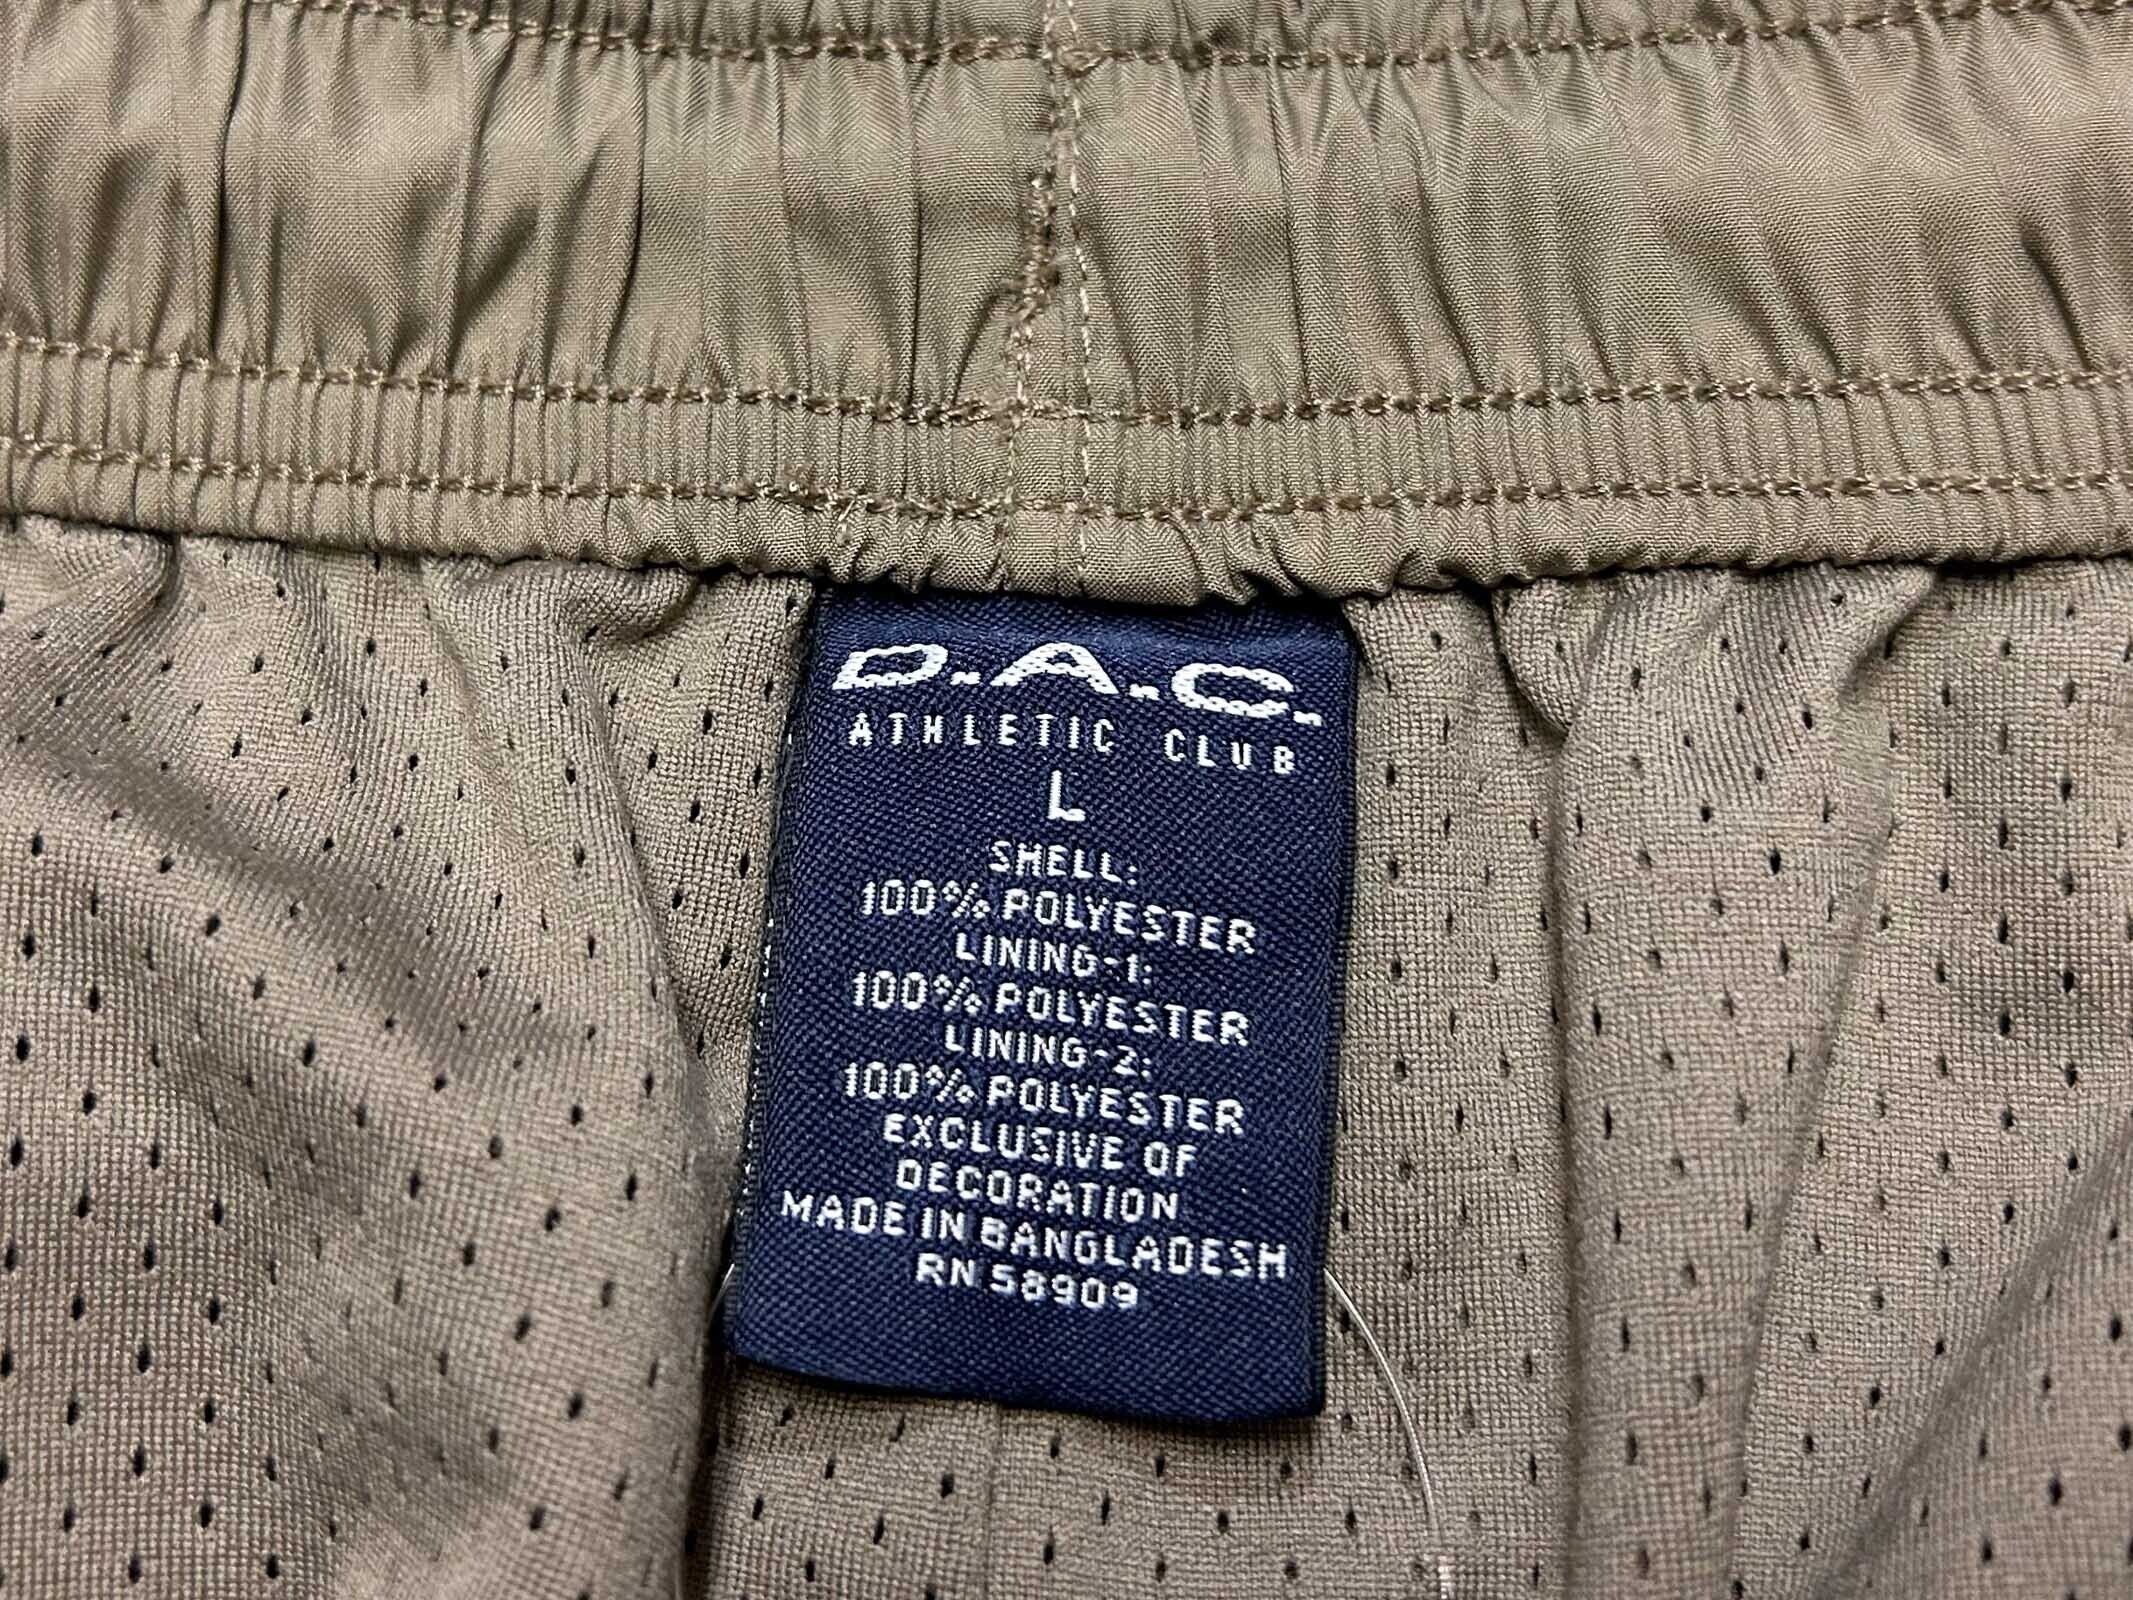 D.A.C.
ATHLETIC CLUB
L
SHELL:
100% POLYESTER
LINING-1:
100% POLYESTER
LINING-2:
100% POLYESTER
EXCLUSIVE OF
DECORATION
MADE IN BANGLADESH
RN 58909